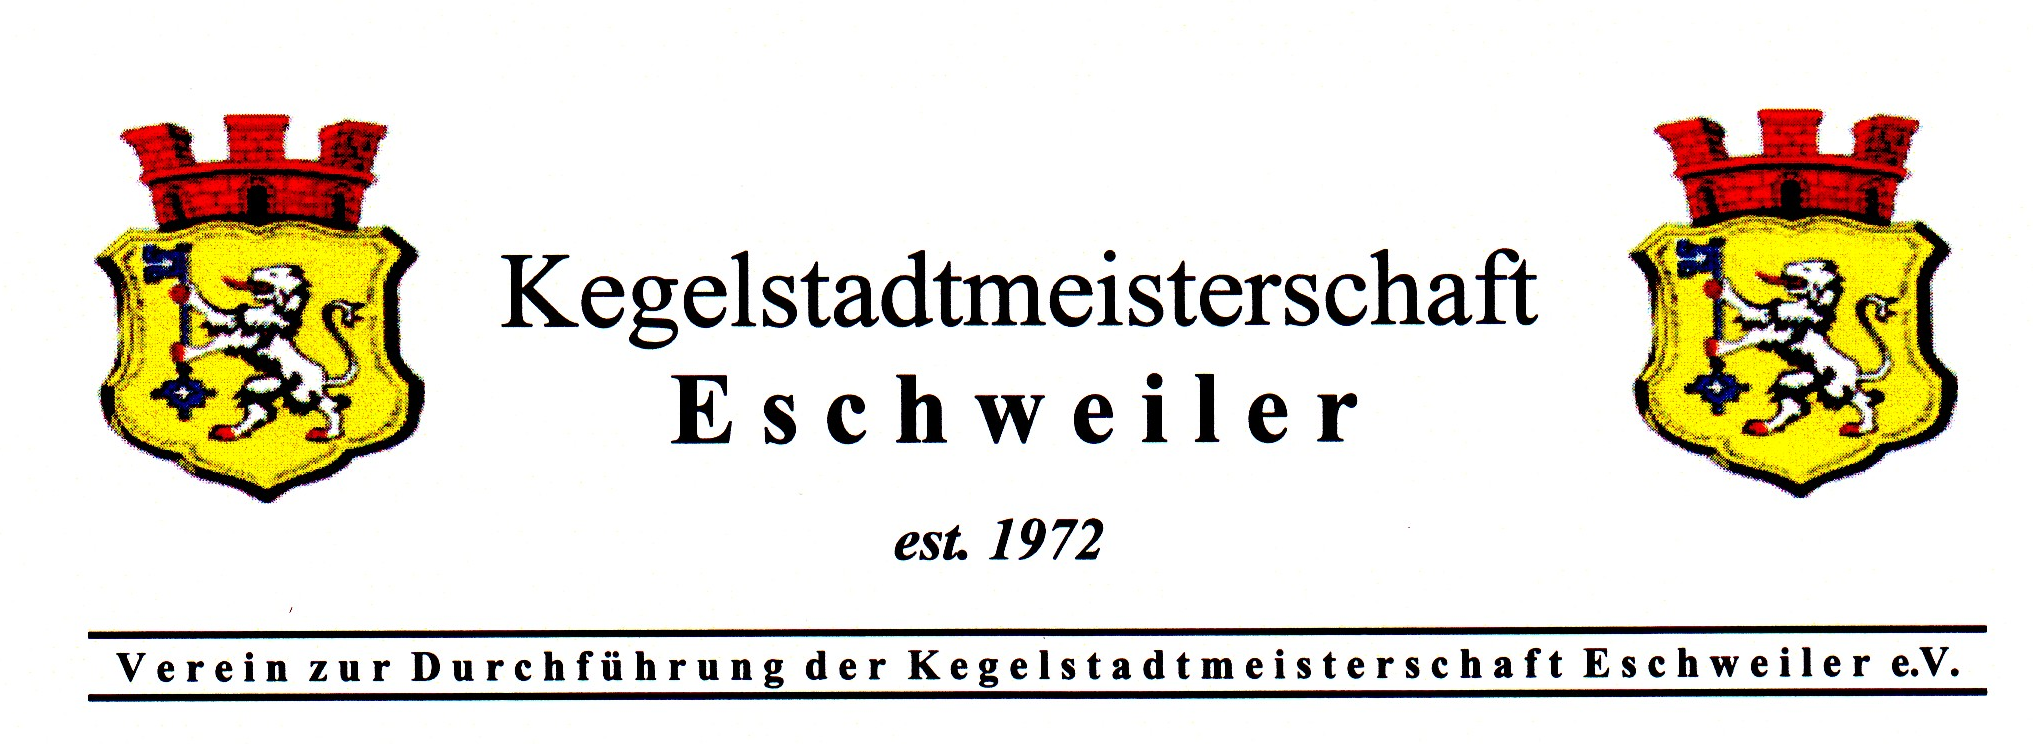 Kegelstadtmeisterschaft
Eschweiler
est. 1972
Verein zur Durchführung der Kegelstadtmeisterschaft Eschweiler e.V.